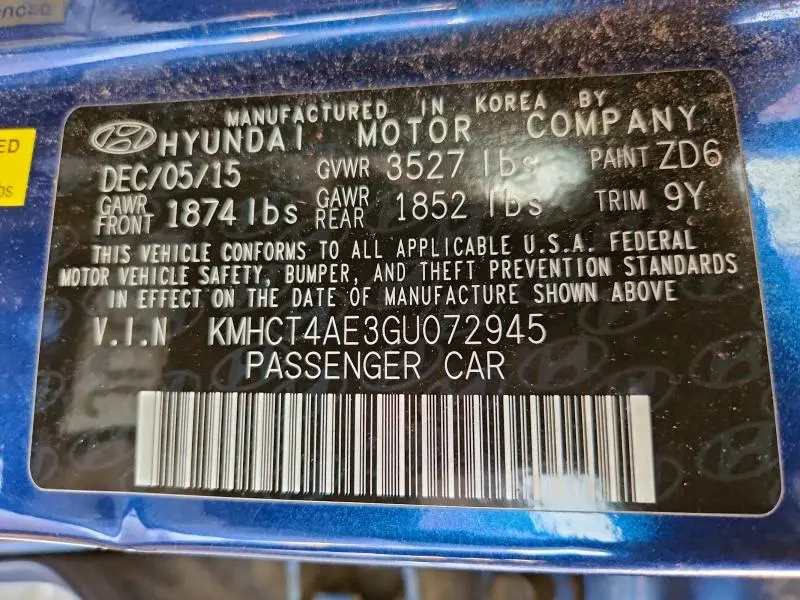 MANUFACTURED IN KOREA BY
HYUNDAI MOTOR COMPANY
DEC/05/15 GVWR 3527 lbs PAINT ZD6
GAWR FRONT 1874 lbs GAWR REAR 1852 lbs TRIM 9Y
THIS VEHICLE CONFORMS TO ALL APPLICABLE U.S.A. FEDERAL
MOTOR VEHICLE SAFETY, BUMPER, AND THEFT PREVENTION STANDARDS
IN EFFECT ON THE DATE OF MANUFACTURE SHOWN ABOVE
V.I.N KMHCT4AE3GU072945
PASSENGER CAR